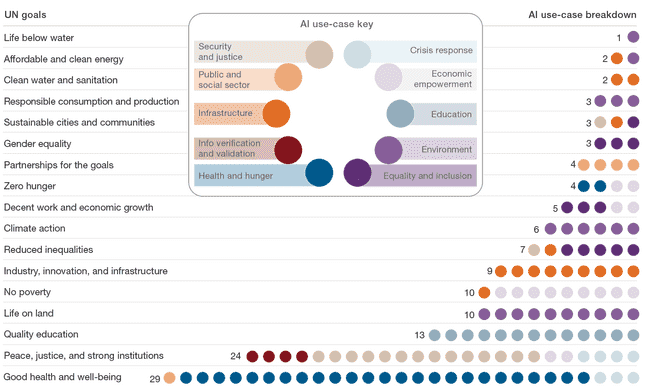 UN goals
AI use-case breakdown
AI use-case key
Security
and justice
Crisis response
Public and
social sector
Economic
empowerment
Infrastructure
Education
Info verification
and validation
Environment
Health and hunger
Equality and inclusion
Life below water 1
Affordable and clean energy 2
Clean water and sanitation 2
Responsible consumption and production 3
Sustainable cities and communities 3
Gender equality 3
Partnerships for the goals 4
Zero hunger 4
Decent work and economic growth 5
Climate action 6
Reduced inequalities 7
Industry, innovation, and infrastructure 9
No poverty 10
Life on land 10
Quality education 13
Peace, justice, and strong institutions 24
Good health and well-being 29